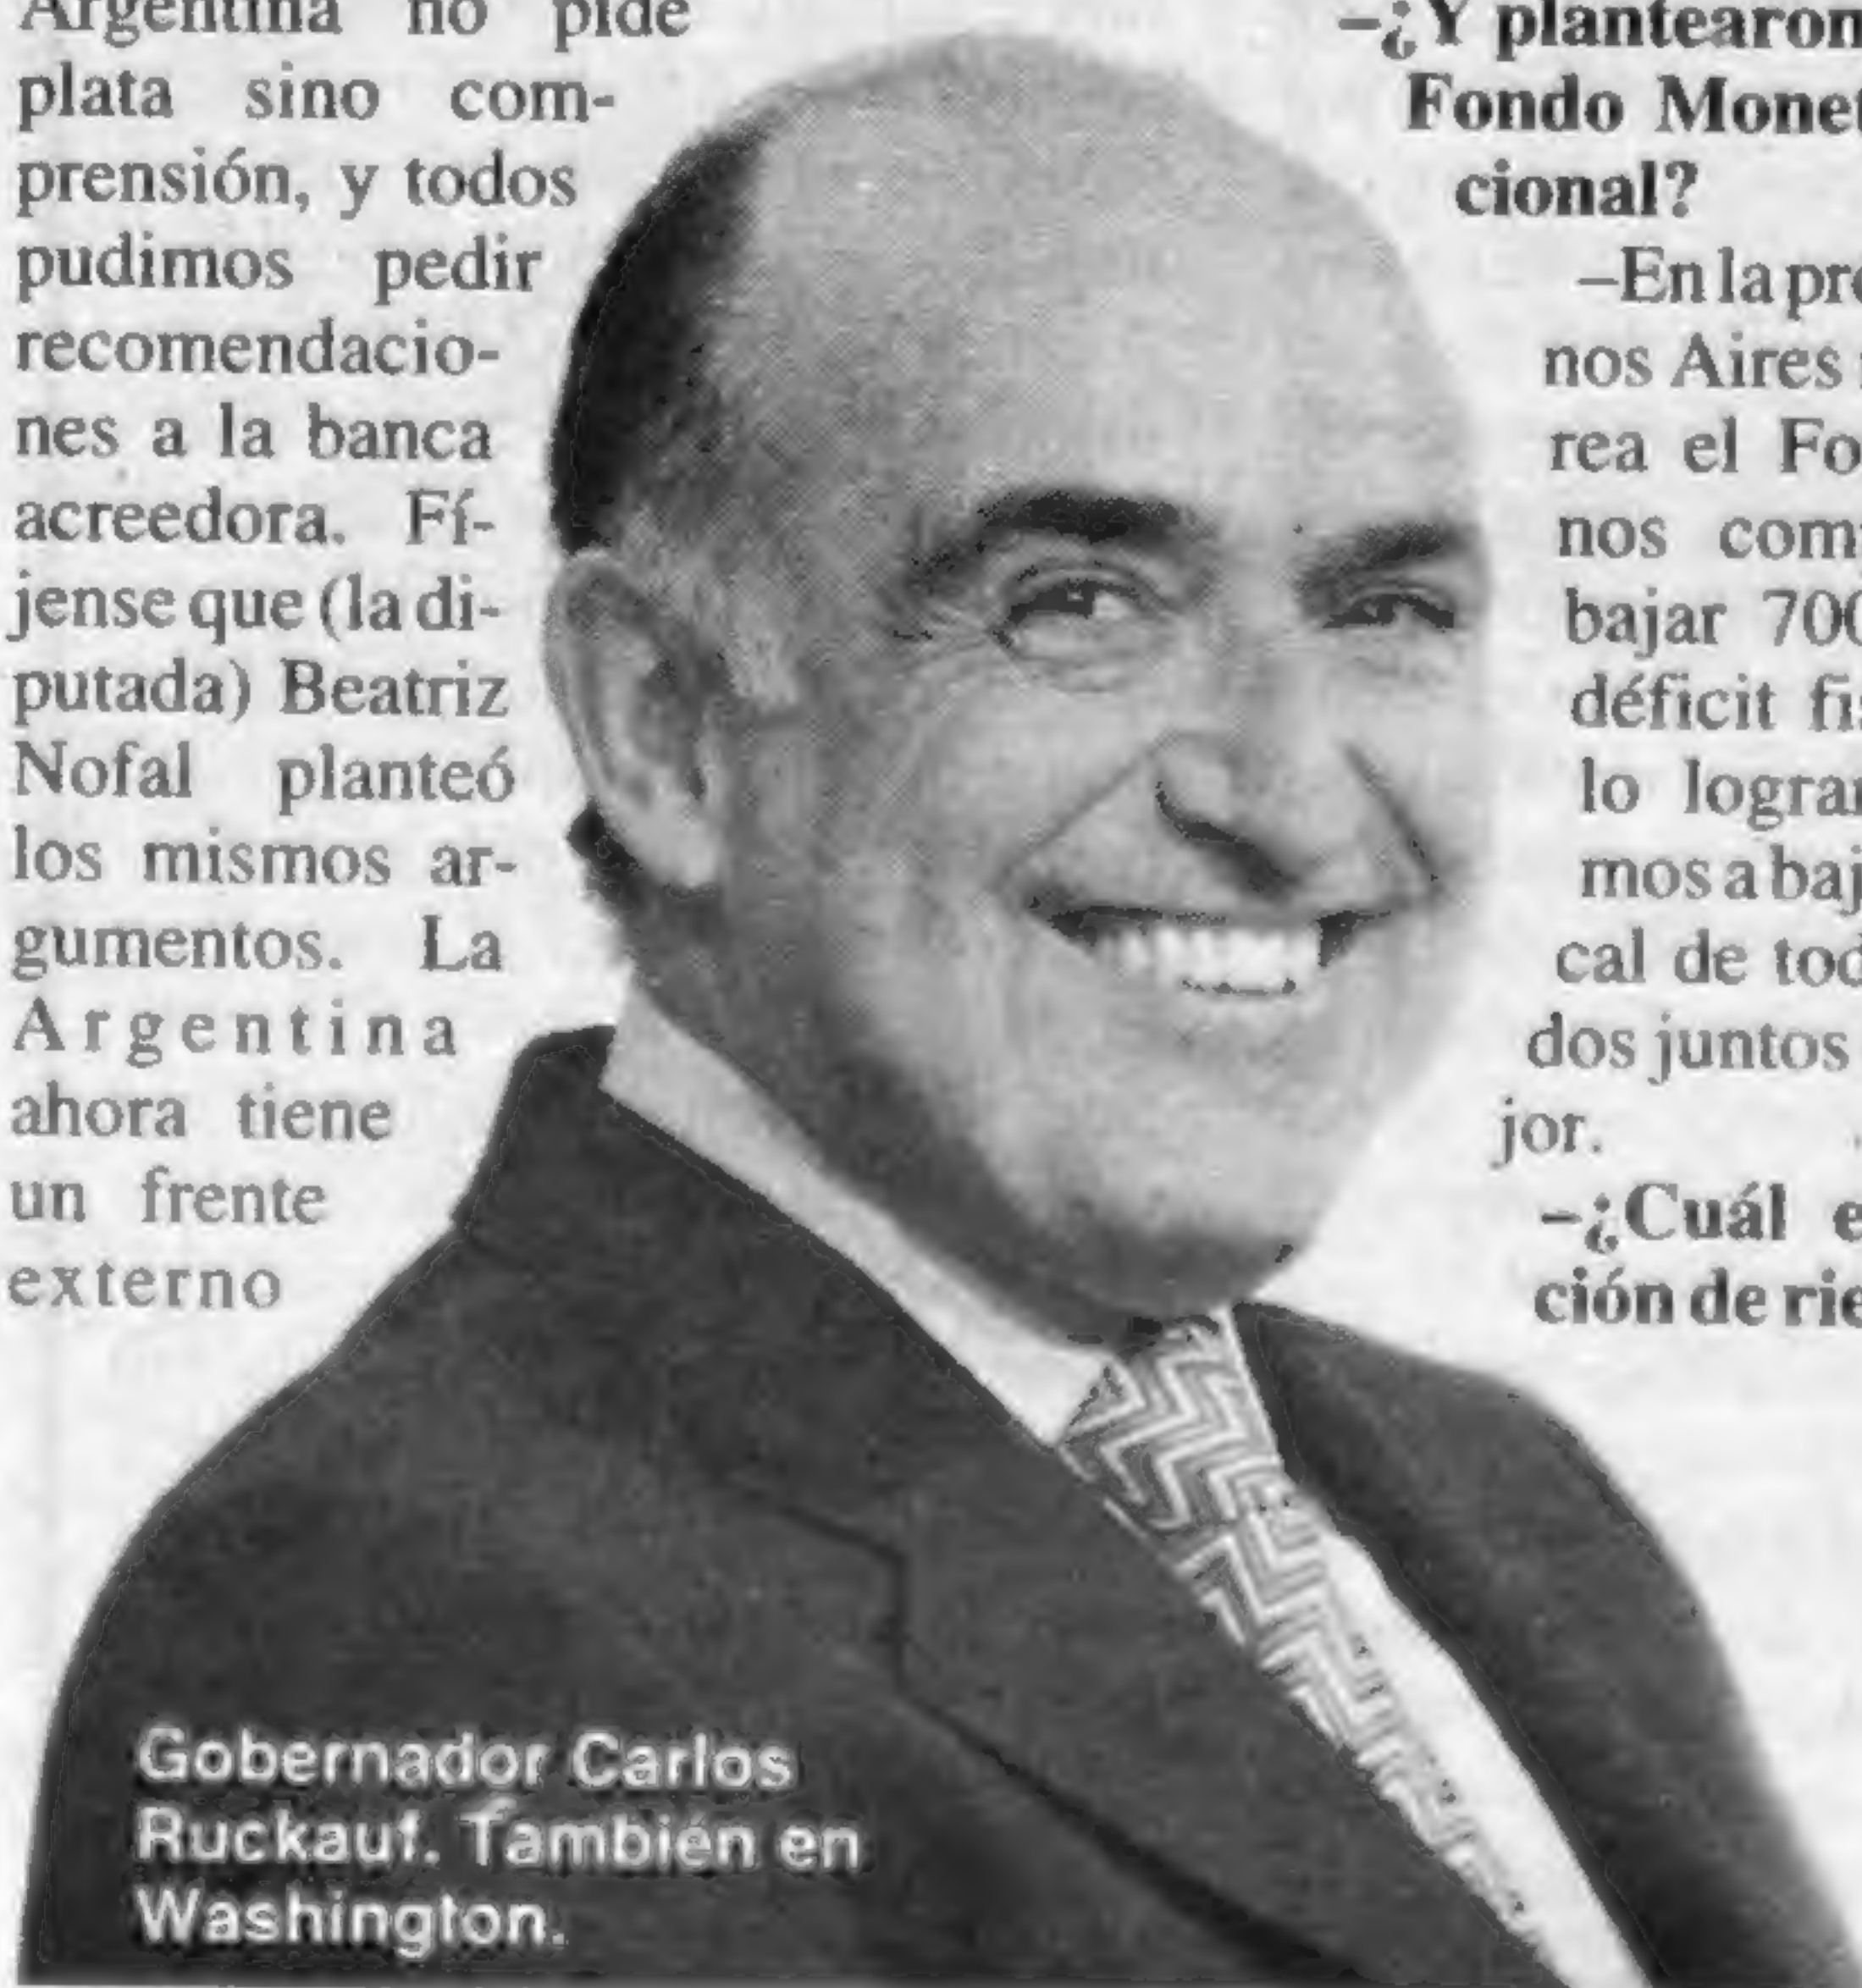 Argentina no pide
plata sino com-
prensión, y todos
pudimos pedir
recomendacio-
nes a la banca
acreedora. Fí-
jense que (la di-
putada) Beatriz
Nofal planteó
los mismos ar-
gumentos. La
Argentina
ahora tiene
un frente
externo
–¿Y plantearon
Fondo Monet
cional?
–En la pro
nos Aires
rea el Fo
nos com
bajar 700
déficit fis
lo logra
mos a baj
cal de tod
dos juntos
jor.
–¿Cuál e
ción de rie
Gobernador Carlos
Ruckauf. También en
Washington.